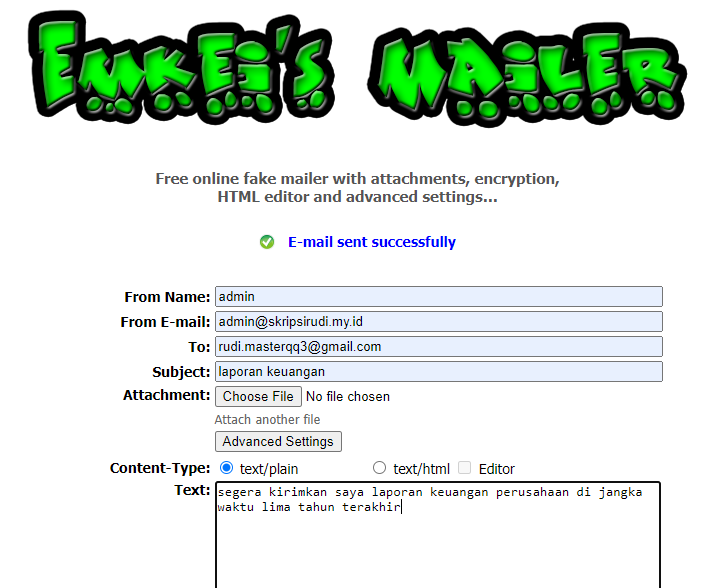 Emkei's Mailer
Free online fake mailer with attachments, encryption,
HTML editor and advanced settings...
E-mail sent successfully
From Name: admin
From E-mail: admin@skripsirudi.my.id
To: rudi.masterqq3@gmail.com
Subject: laporan keuangan
Attachment: Choose File No file chosen
Attach another file
Advanced Settings
Content-Type: text/plain text/html Editor
Text: segera kirimkan saya laporan keuangan perusahaan di jangka
waktu lima tahun terakhir